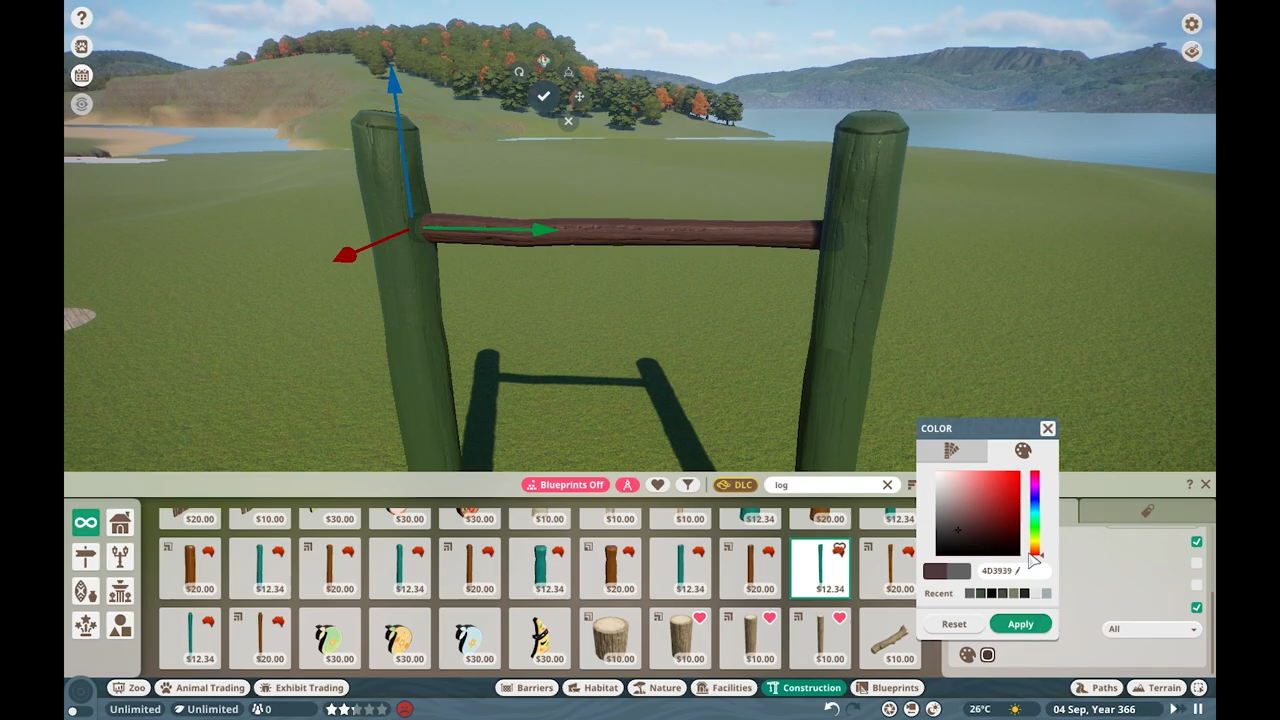 COLOR
Blueprints Off
DLC
log
?
$20.00 $10.00 $30.00 $30.00 $30.00 $10.00 $10.00 $10.00 $12.34 $20.00 $12.34
$20.00 $12.34 $20.00 $12.34 $20.00 $12.34 $20.00 $12.34 $20.00 $12.34 $20.00
4D3939
Recent
Reset Apply
All
$12.34 $20.00 $30.00 $30.00 $30.00 $30.00 $10.00 $10.00 $10.00 $10.00 $10.00
Zoo Animal Trading Exhibit Trading Barriers Habitat Nature Facilities Construction Blueprints Paths Terrain
Unlimited Unlimited 0 26°C 04 Sep, Year 366